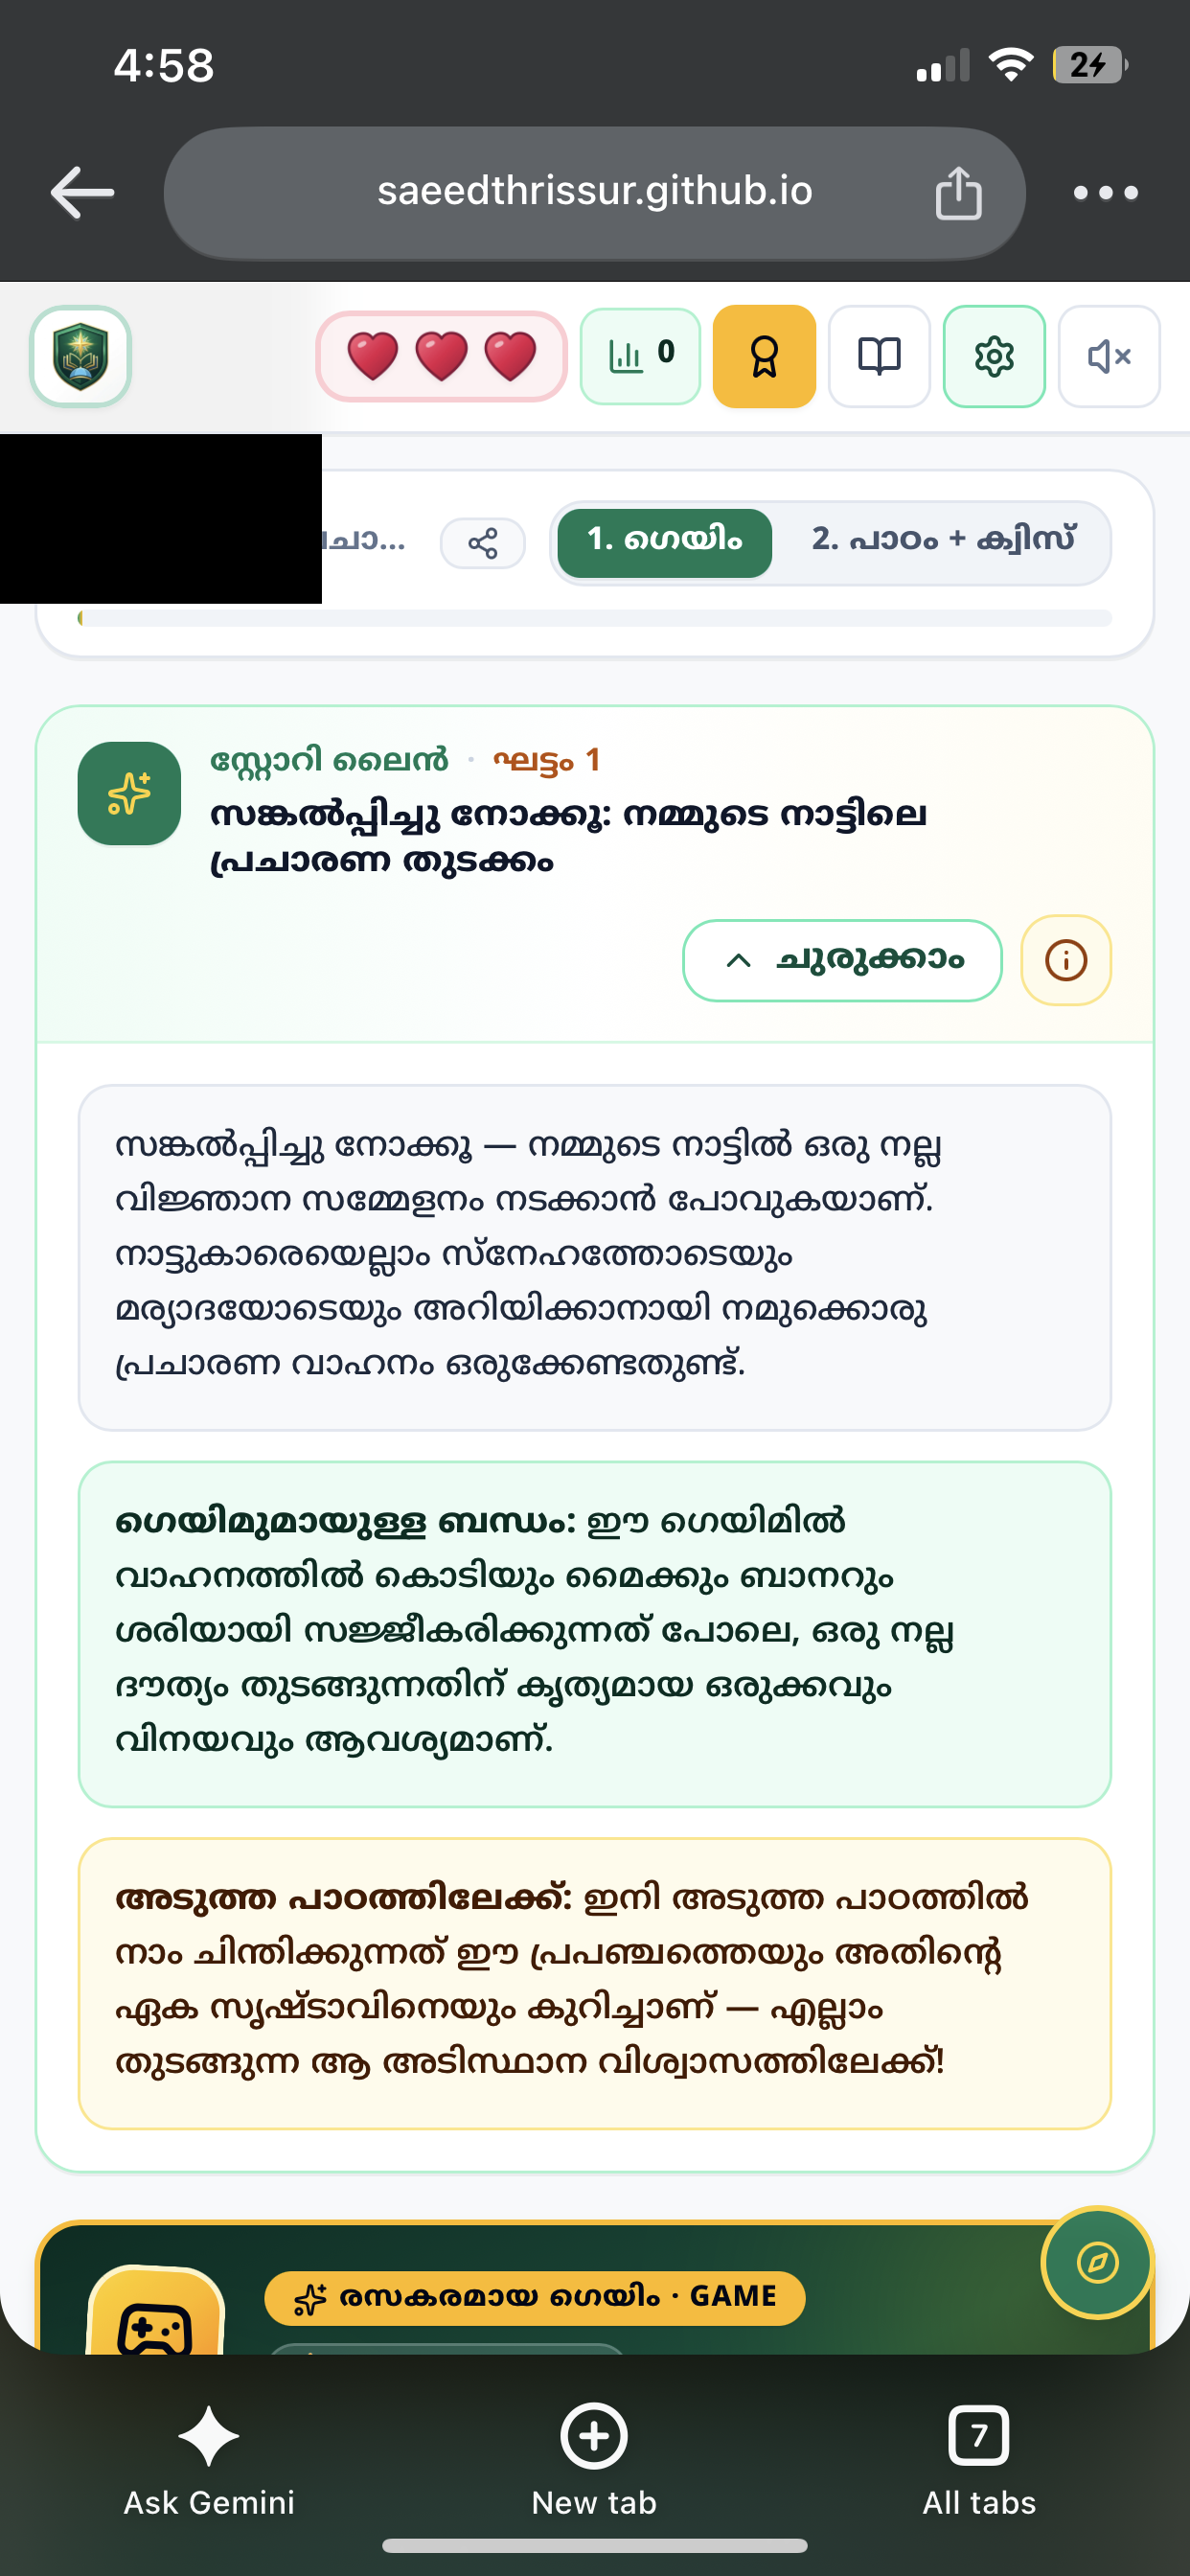 4:58
2
saeedthrissur.github.io
0
1. ഗെയിം
2. പാഠം + ക്വിസ്
സ്റ്റോറി ലൈൻ · ഘട്ടം 1
സങ്കൽപ്പിച്ചു നോക്കൂ: നമ്മുടെ നാട്ടിലെ
പ്രചാരണ തുടക്കം
ചുരുക്കാം
സങ്കൽപ്പിച്ചു നോക്കൂ — നമ്മുടെ നാട്ടിൽ ഒരു നല്ല
വിജ്ഞാന സമ്മേളനം നടക്കാൻ പോവുകയാണ്.
നാട്ടുകാരെയെല്ലാം സ്നേഹത്തോടെയും
മര്യാദയോടെയും അറിയിക്കാനായി നമുക്കൊരു
പ്രചാരണ വാഹനം ഒരുക്കേണ്ടതുണ്ട്.
ഗെയിമുമായുള്ള ബന്ധം: ഈ ഗെയിമിൽ
വാഹനത്തിൽ കൊടിയും മൈക്കും ബാനറും
ശരിയായി സജ്ജീകരിക്കുന്നത് പോലെ, ഒരു നല്ല
ദൗത്യം തുടങ്ങുന്നതിന് കൃത്യമായ ഒരുക്കവും
വിനയവും ആവശ്യമാണ്.
അടുത്ത പാഠത്തിലേക്ക്: ഇനി അടുത്ത പാഠത്തിൽ
നാം ചിന്തിക്കുന്നത് ഈ പ്രപഞ്ചത്തെയും അതിന്റെ
ഏക സൃഷ്ടാവിനെയും കുറിച്ചാണ് — എല്ലാം
തുടങ്ങുന്ന ആ അടിസ്ഥാന വിശ്വാസത്തിലേക്ക്!
രസകരമായ ഗെയിം · GAME
7
Ask Gemini
New tab
All tabs